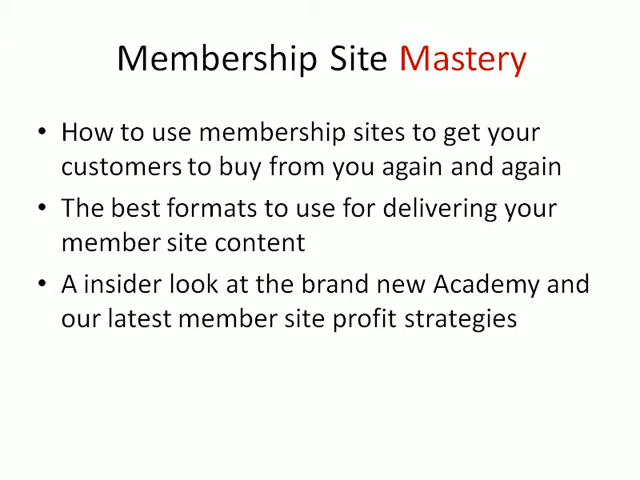 Membership Site Mastery
• How to use membership sites to get your
customers to buy from you again and again
• The best formats to use for delivering your
member site content
• A insider look at the brand new Academy and
our latest member site profit strategies